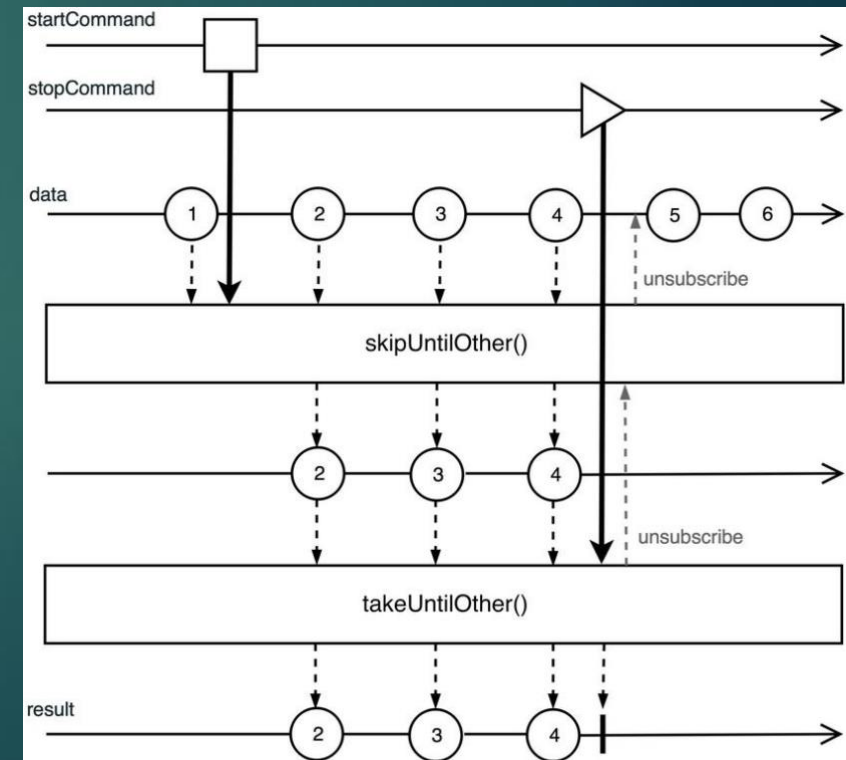 startCommand
stopCommand
data
1 2 3 4 5 6
unsubscribe
skipUntilOther()
2 3 4
unsubscribe
takeUntilOther()
result
2 3 4